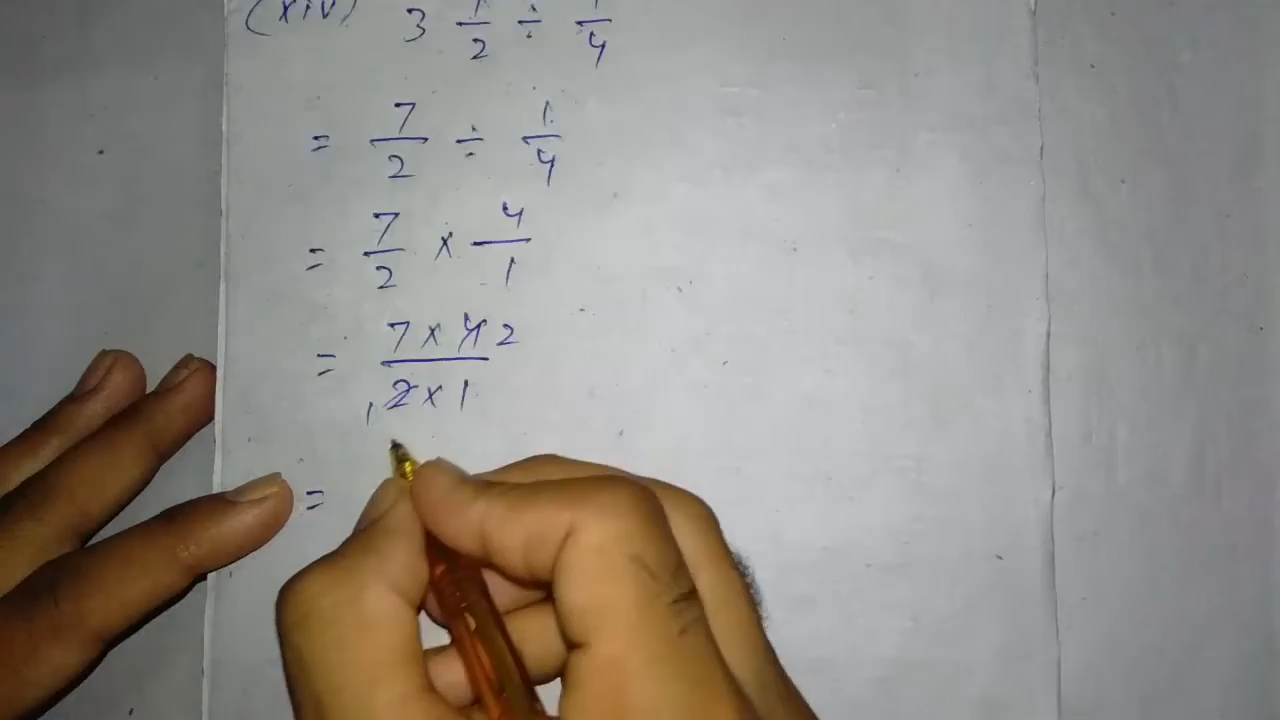 (xiv) 3 1/2 ÷ 1/4
= 7/2 ÷ 1/4
= 7/2 × 4/1
= 7 × 4 2 / 1 2 × 1
=